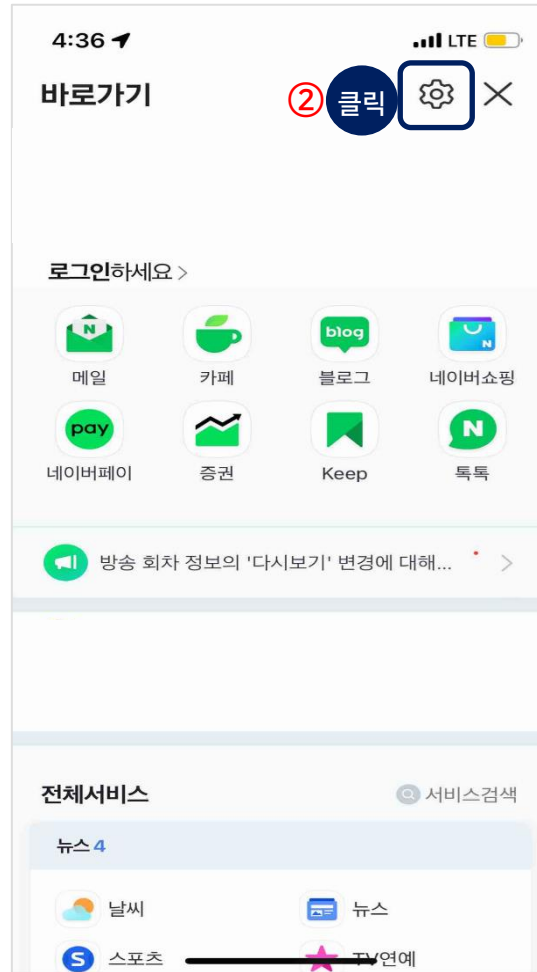 4:36 LTE
바로가기 ② 클릭
로그인하세요 >
N blog N
메일 카페 블로그 네이버쇼핑
pay N
네이버페이 증권 Keep 톡톡
방송 회차 정보의 '다시보기' 변경에 대해... >
전체서비스 서비스검색
뉴스 4
날씨 뉴스
S 스포츠 TV연예